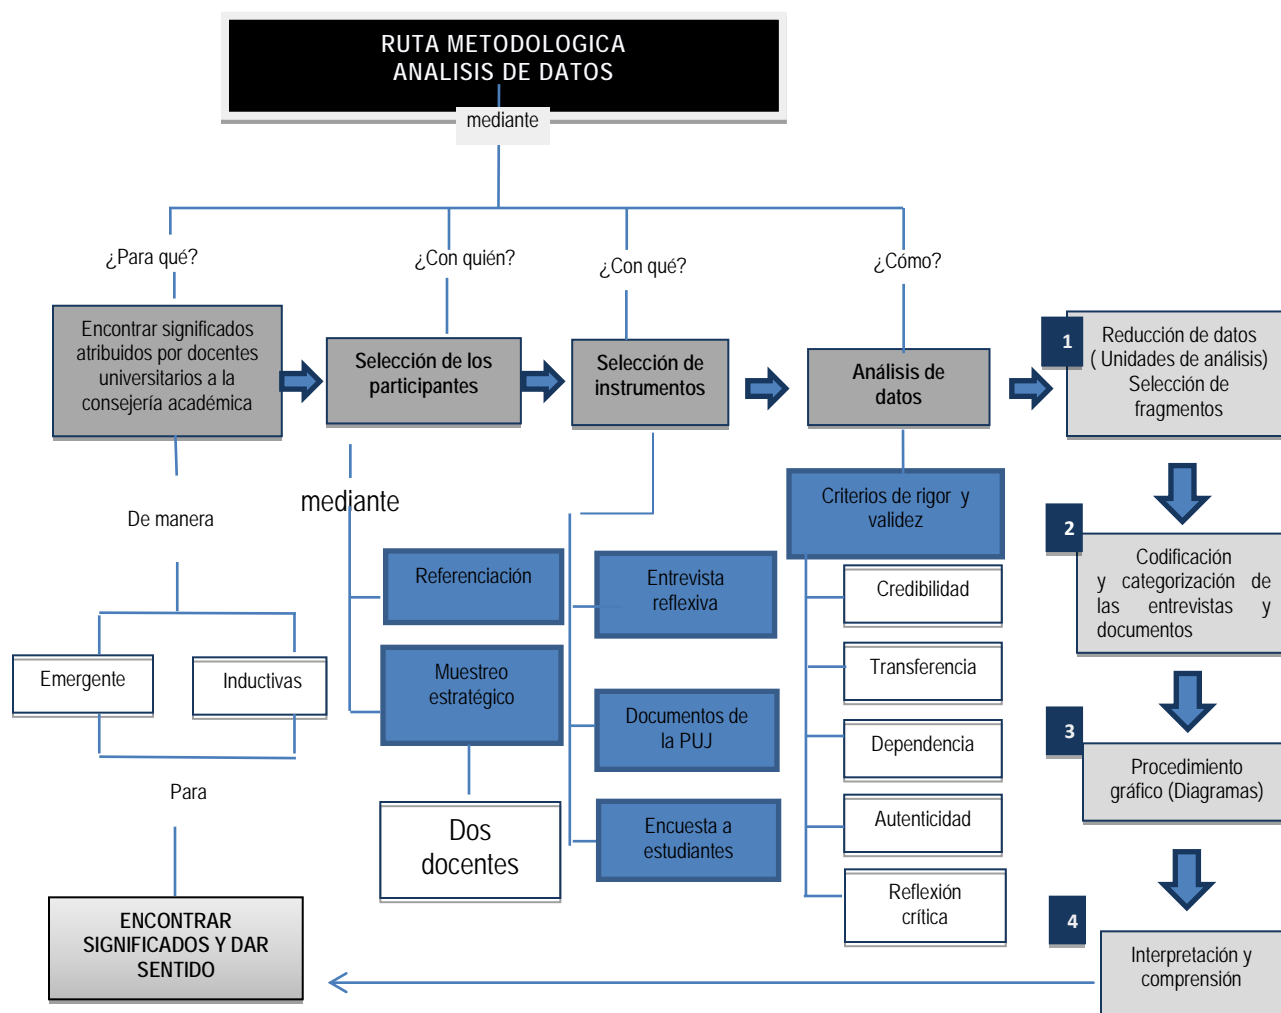 RUTA METODOLOGICA
ANALISIS DE DATOS
mediante
¿Para qué?
¿Con quién?
¿Con qué?
¿Cómo?
Encontrar significados
atribuidos por docentes
universitarios a la
consejería académica
Selección de los
participantes
Selección de
instrumentos
Análisis de
datos
1
Reducción de datos
( Unidades de análisis)
Selección de
fragmentos
De manera
Emergente
Inductivas
Para
ENCONTRAR
SIGNIFICADOS Y DAR
SENTIDO
mediante
Referenciación
Muestreo
estratégico
Dos
docentes
Entrevista
reflexiva
Documentos de
la PUJ
Encuesta a
estudiantes
Criterios de rigor y
validez
Credibilidad
Transferencia
Dependencia
Autenticidad
Reflexión
crítica
2
Codificación
y categorización de
las entrevistas y
documentos
3
Procedimiento
gráfico (Diagramas)
4
Interpretación y
comprensión